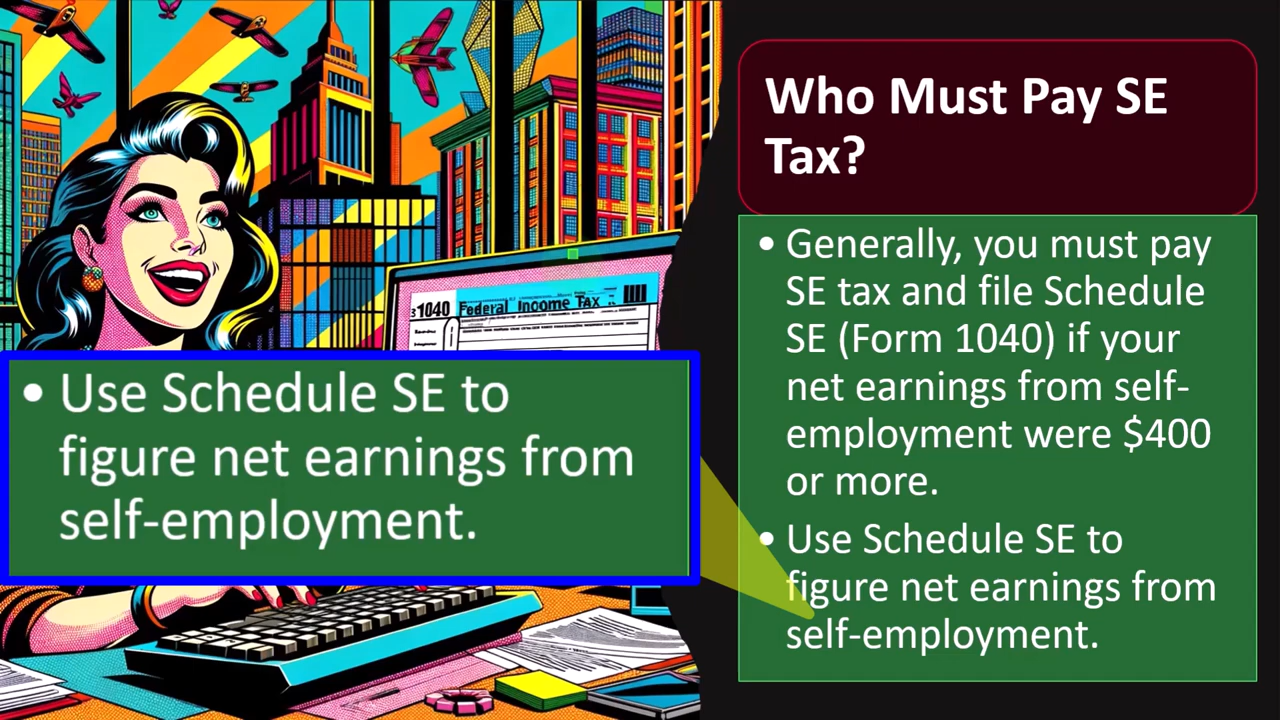 1040 Federal Income Tax
• Use Schedule SE to
figure net earnings from
self-employment.
Who Must Pay SE
Tax?
• Generally, you must pay
SE tax and file Schedule
SE (Form 1040) if your
net earnings from self-
employment were $400
or more.
• Use Schedule SE to
figure net earnings from
self-employment.